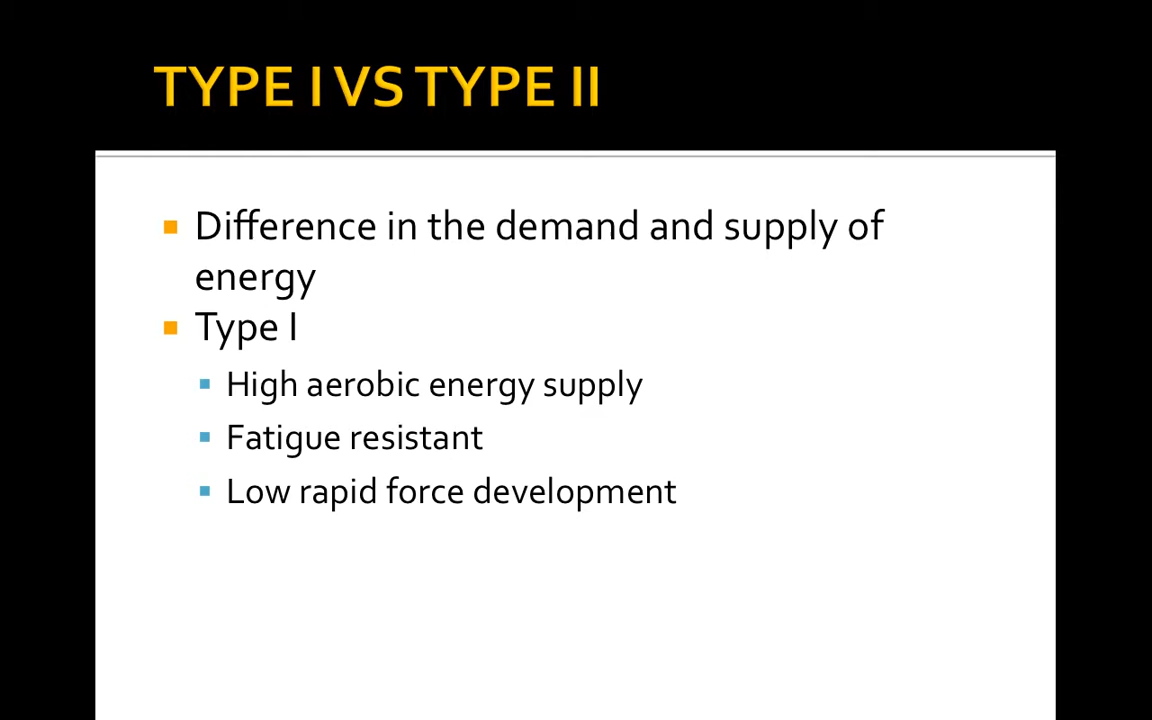 TYPE I VS TYPE II
Difference in the demand and supply of
energy
Type I
High aerobic energy supply
Fatigue resistant
Low rapid force development